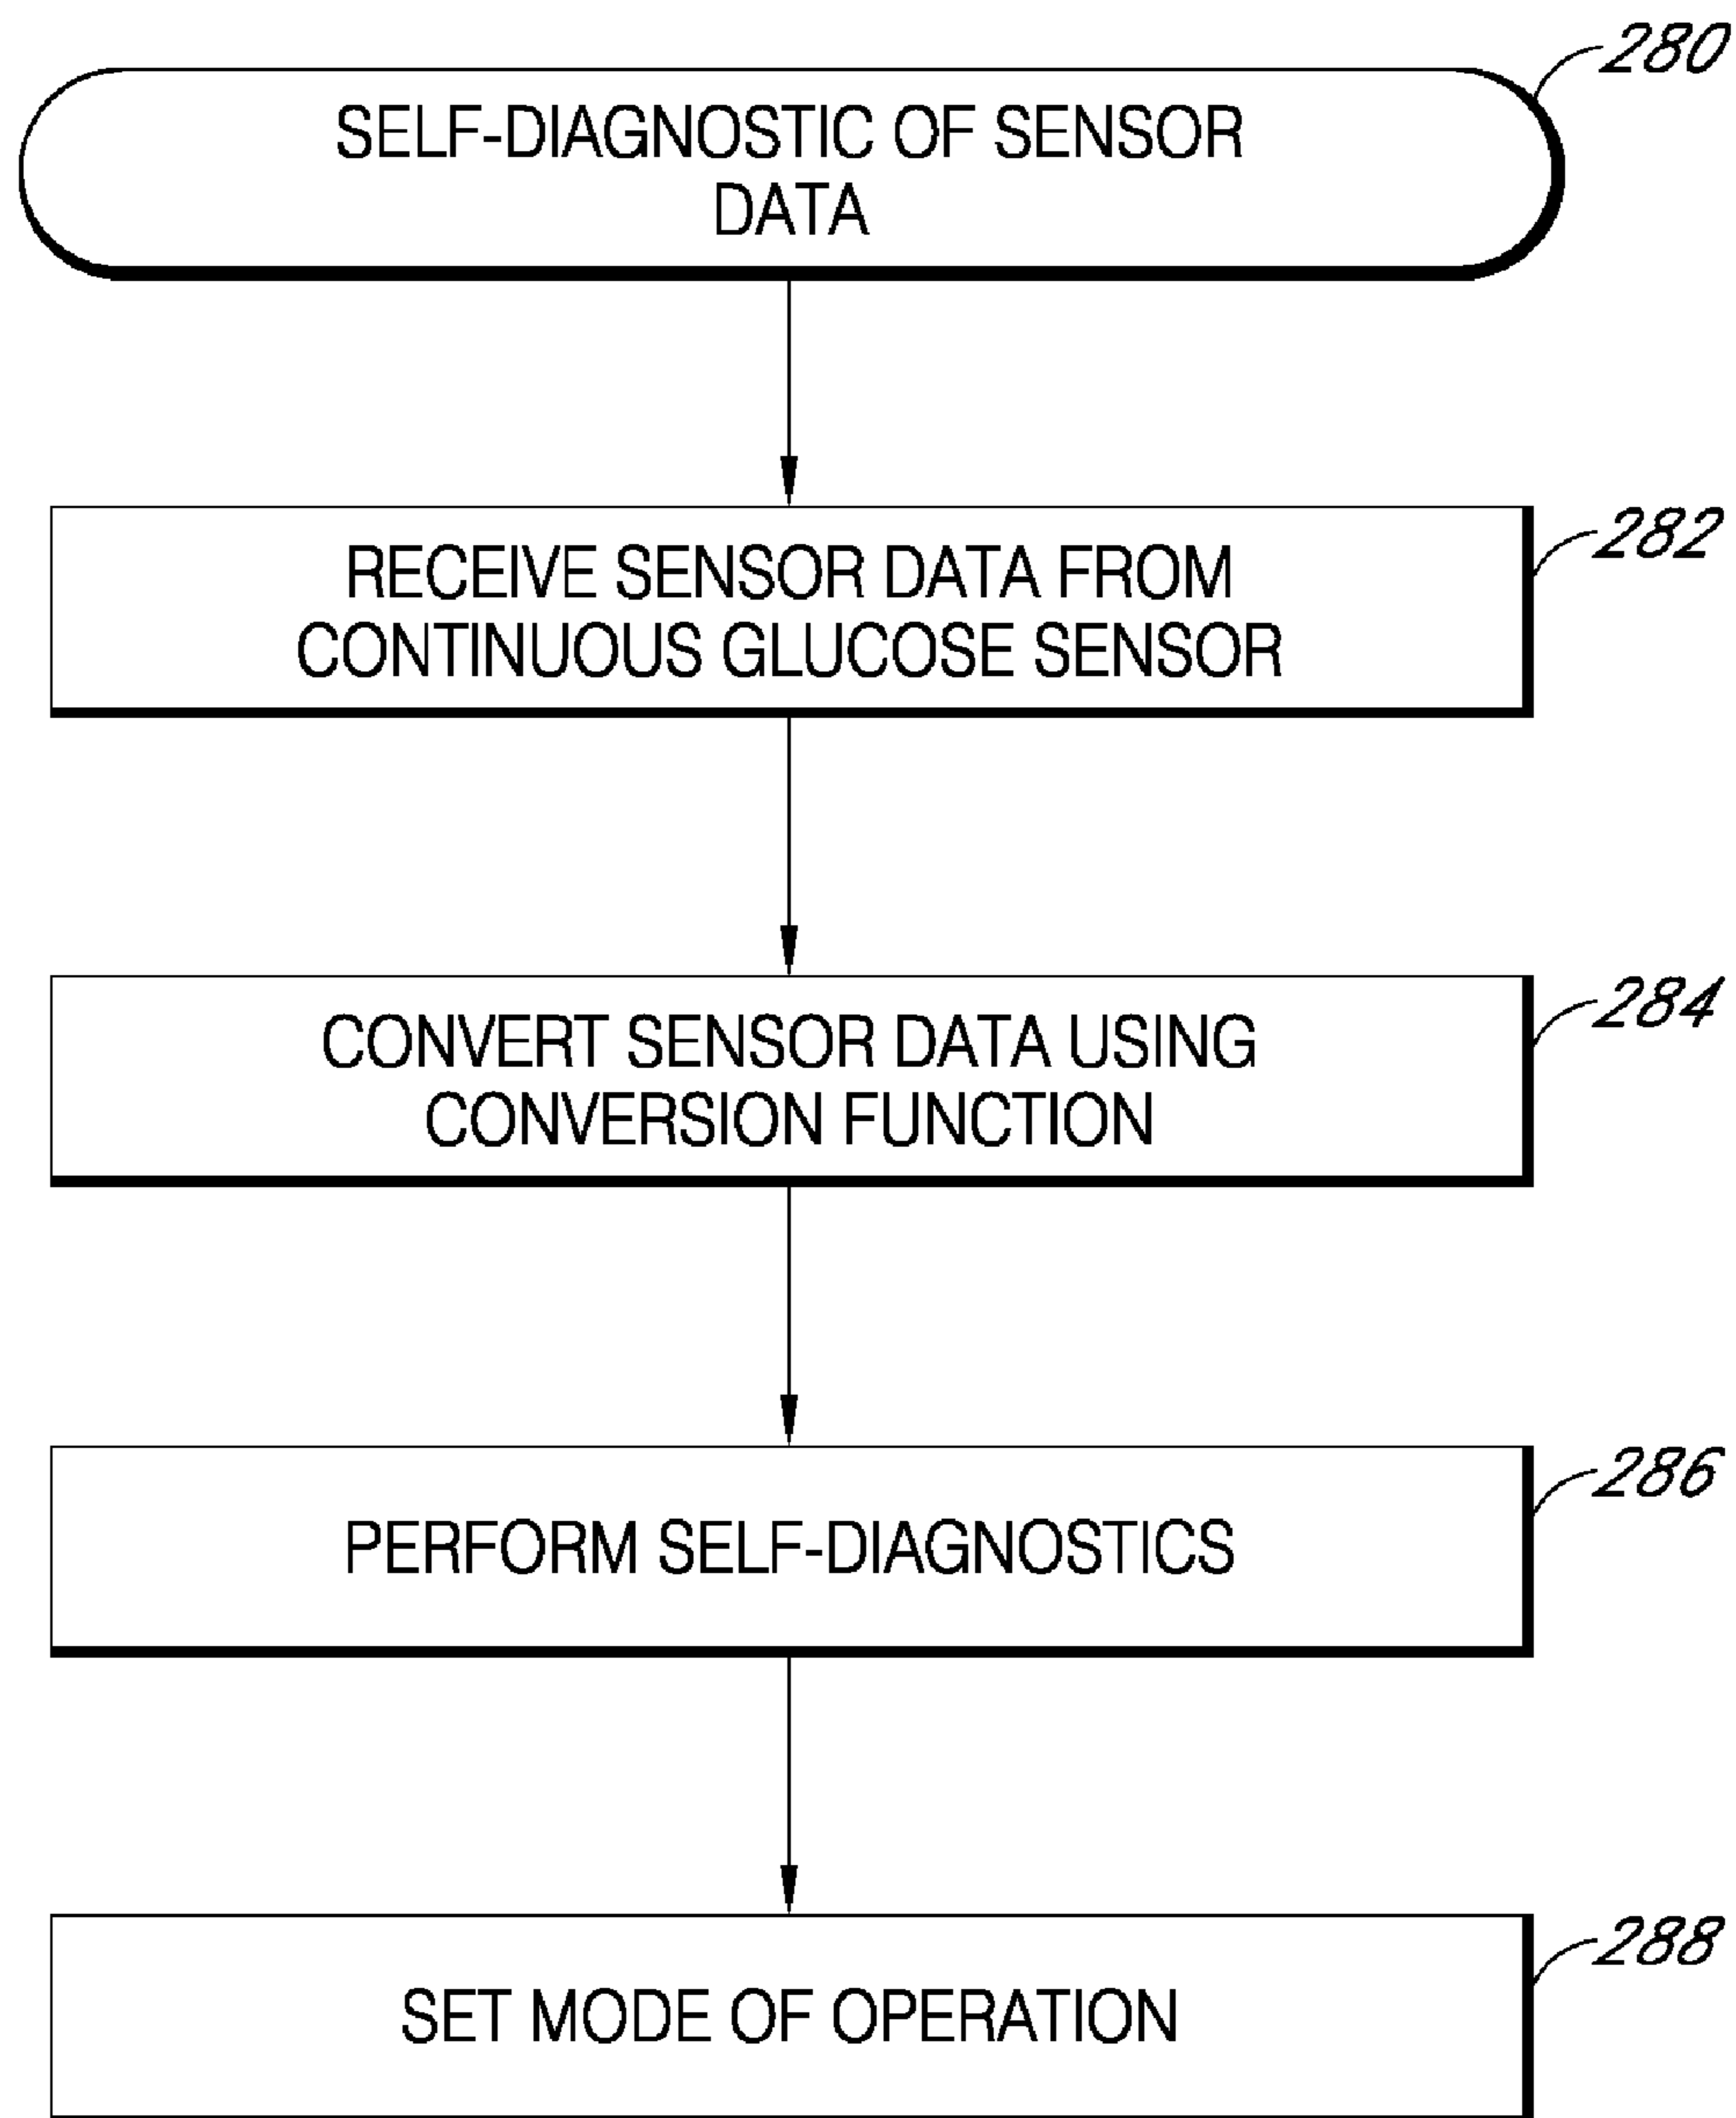 280
SELF-DIAGNOSTIC OF SENSOR
DATA
282
RECEIVE SENSOR DATA FROM
CONTINUOUS GLUCOSE SENSOR
284
CONVERT SENSOR DATA USING
CONVERSION FUNCTION
286
PERFORM SELF-DIAGNOSTICS
288
SET MODE OF OPERATION